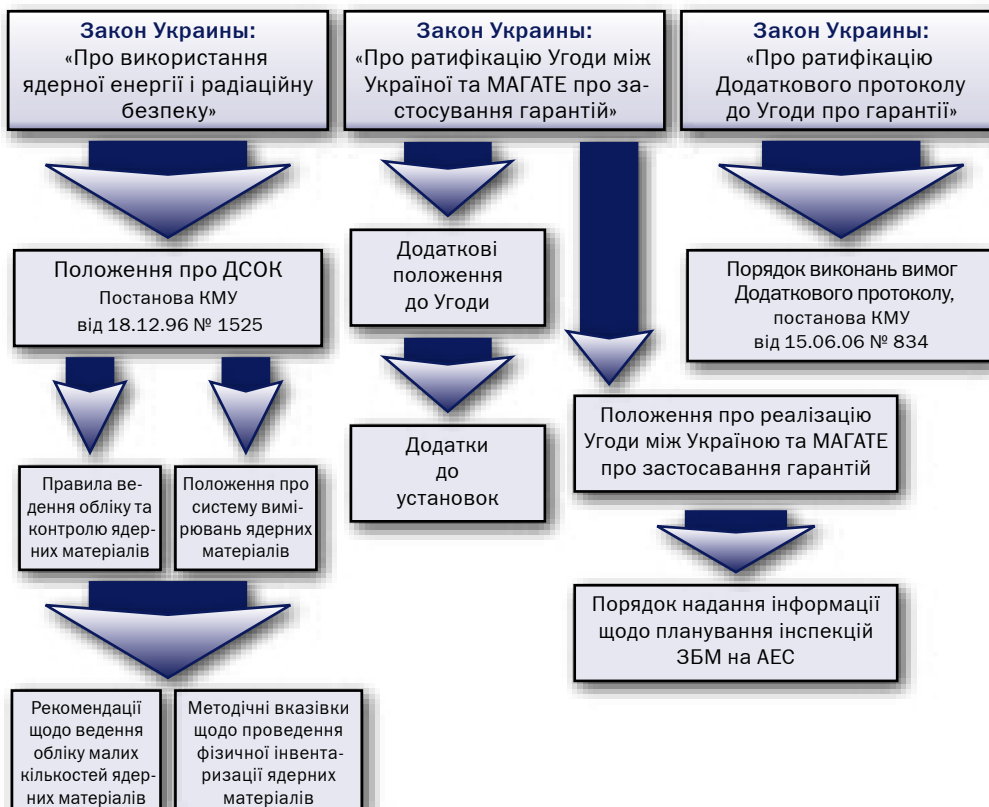 Закон Украины:
«Про використання
ядерної енергії і радіаційну
безпеку»
Закон Украины:
«Про ратифікацію Угоди між
Україної та МАГАТЕ про за-
стосування гарантій»
Закон Украины:
«Про ратифікацію
Додаткового протоколу
до Угоди про гарантії»
Положення про ДСОК
Постанова КМУ
від 18.12.96 № 1525
Додаткові
положення
до Угоди
Порядок виконань вимог
Додаткового протоколу,
постанова КМУ
від 15.06.06 № 834
Правила ве-
дення обліку та
контролю ядер-
них матеріалів
Положення про
систему вимі-
рювань ядерних
матеріалів
Додатки
до
установок
Положення про реалізацію
Угоди між Україною та МАГАТЕ
про застосавання гарантій
Порядок надання інформації
щодо планування інспекцій
ЗБМ на АЕС
Рекомендації
щодо ведення
обліку малих
кількостей ядер-
них матеріалів
Методічні вказівки
щодо проведення
фізичної інвента-
ризації ядерних
матеріалів